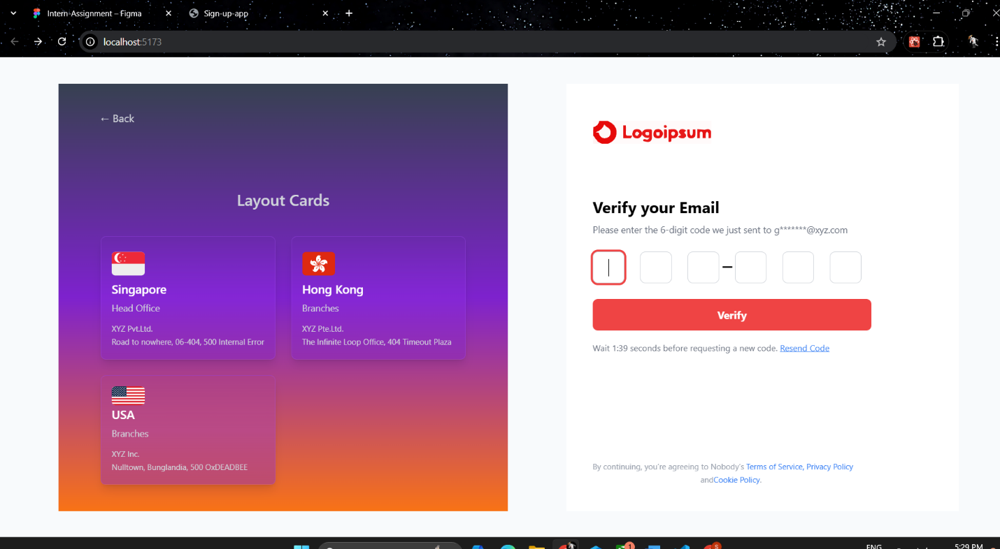 Intern-Assignment – Figma
Sign-up-app
localhost:5173
← Back
Layout Cards
Singapore
Head Office
XYZ Pvt.Ltd.
Road to nowhere, 06-404, 500 Internal Error
Hong Kong
Branches
XYZ Pte.Ltd.
The Infinite Loop Office, 404 Timeout Plaza
USA
Branches
XYZ Inc.
Nulltown, Bunglandia, 500 OxDEADBEE
Logoipsum
Verify your Email
Please enter the 6-digit code we just sent to g*******@xyz.com
Verify
Wait 1:39 seconds before requesting a new code. Resend Code
By continuing, you're agreeing to Nobody's Terms of Service, Privacy Policy
andCookie Policy.
1
S
ENG
5:29 PM